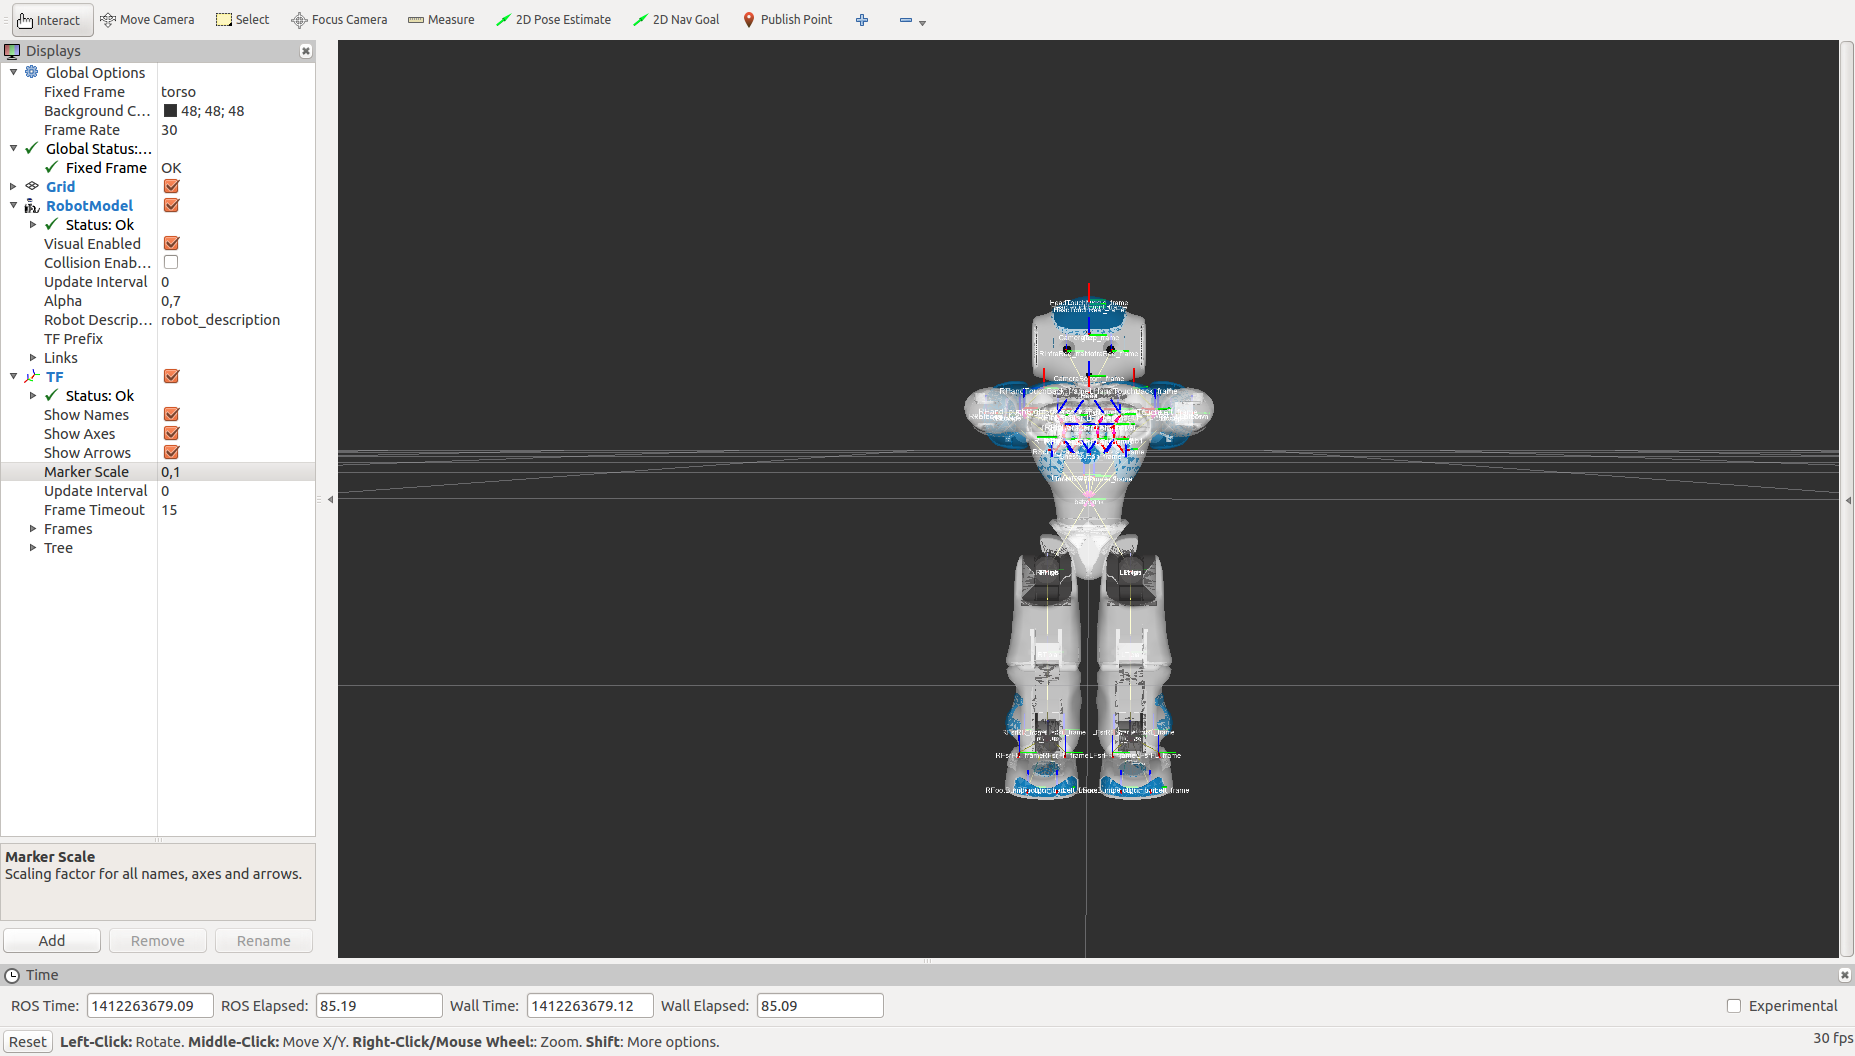 Interact Move Camera Select Focus Camera Measure 2D Pose Estimate 2D Nav Goal Publish Point
Displays
Global Options
Fixed Frame torso
Background C... 48; 48; 48
Frame Rate 30
Global Status:...
Fixed Frame OK
Grid
RobotModel
Status: Ok
Visual Enabled
Collision Enab...
Update Interval 0
Alpha 0,7
Robot Descrip... robot_description
TF Prefix
Links
TF
Status: Ok
Show Names
Show Axes
Show Arrows
Marker Scale 0,1
Update Interval 0
Frame Timeout 15
Frames
Tree
Marker Scale
Scaling factor for all names, axes and arrows.
Add Remove Rename
CameraBottom_frame
Time
ROS Time: 1412263679.09 ROS Elapsed: 85.19 Wall Time: 1412263679.12 Wall Elapsed: 85.09 Experimental
Reset Left-Click: Rotate. Middle-Click: Move X/Y. Right-Click/Mouse Wheel:: Zoom. Shift: More options. 30 fps